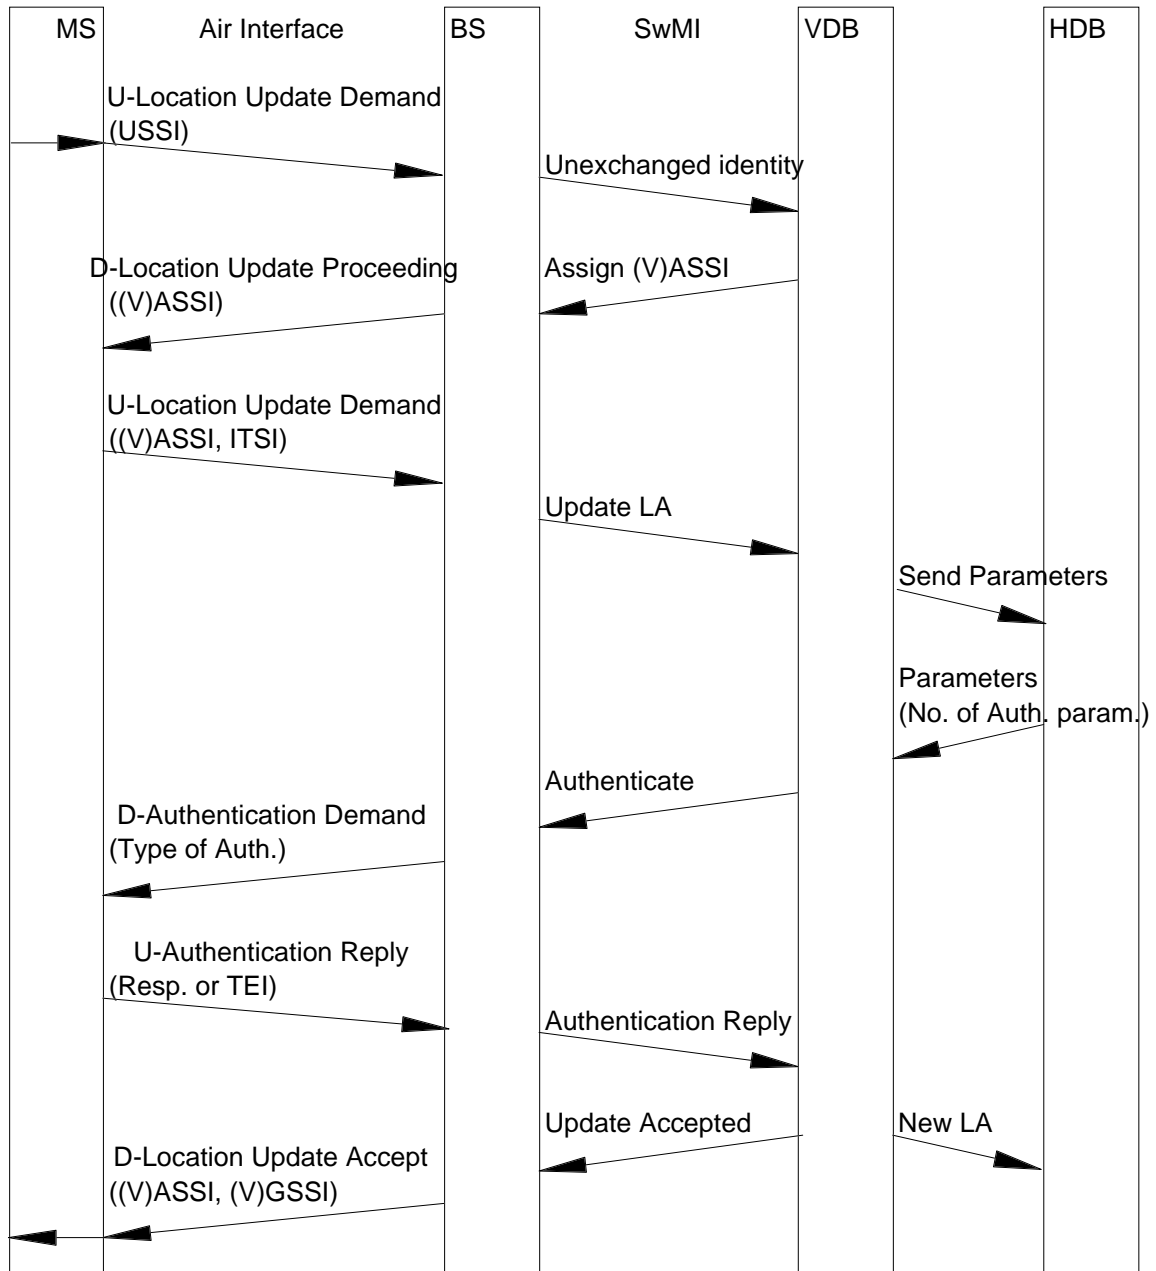 MS Air Interface BS SwMI VDB HDB
U-Location Update Demand
(USSI)
Unexchanged identity
D-Location Update Proceeding
((V)ASSI)
Assign (V)ASSI
U-Location Update Demand
((V)ASSI, ITSI)
Update LA
Send Parameters
Parameters
(No. of Auth. param.)
Authenticate
D-Authentication Demand
(Type of Auth.)
U-Authentication Reply
(Resp. or TEI)
Authentication Reply
Update Accepted
New LA
D-Location Update Accept
((V)ASSI, (V)GSSI)